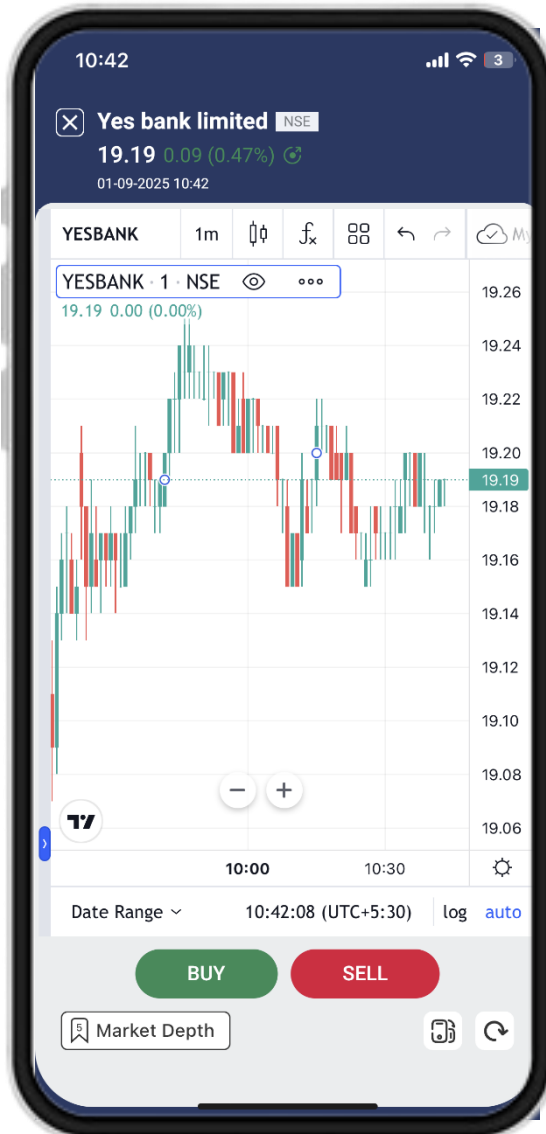 10:42
3
Yes bank limited NSE
19.19 0.09 (0.47%)
01-09-2025 10:42
YESBANK 1m fx My
YESBANK · 1 · NSE
19.19 0.00 (0.00%)
19.26
19.24
19.22
19.20
19.19
19.18
19.16
19.14
19.12
19.10
19.08
19.06
10:00 10:30
Date Range 10:42:08 (UTC+5:30) log auto
BUY SELL
5 Market Depth